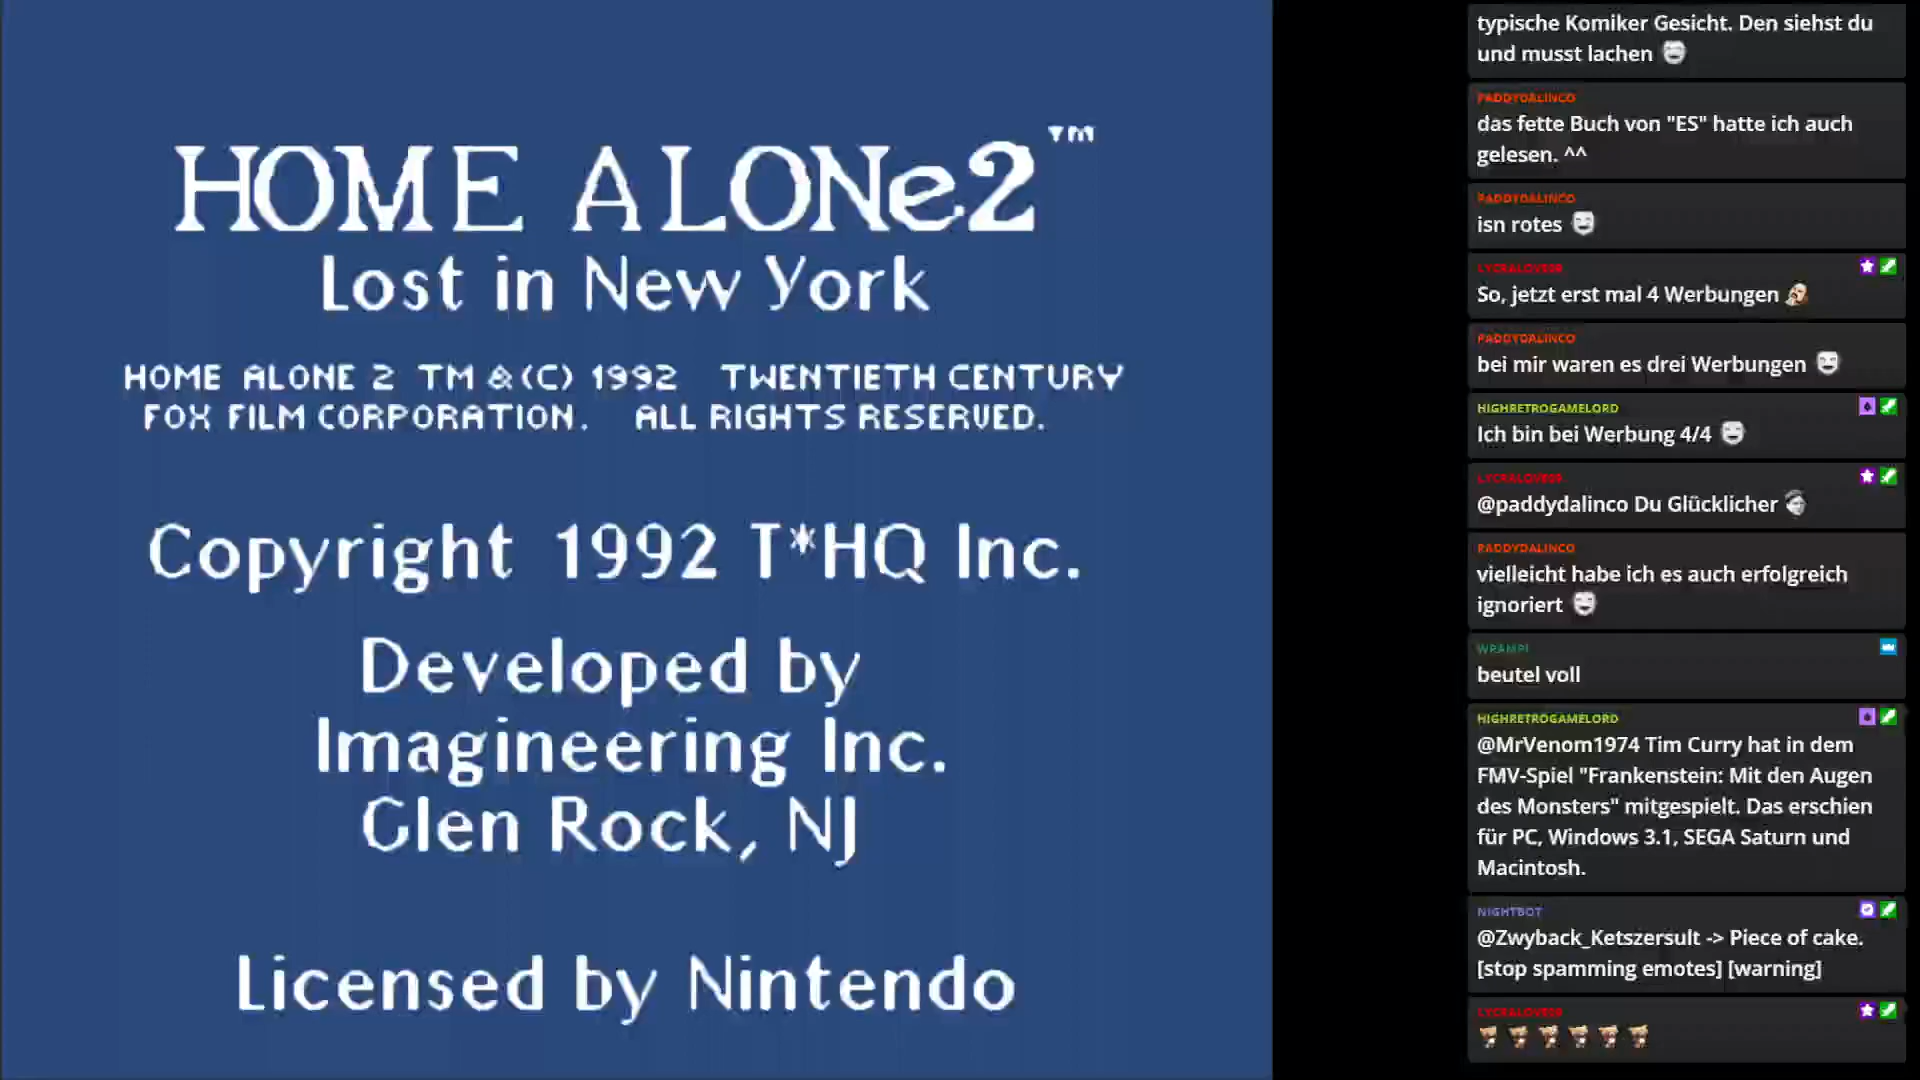 HOME ALONe2™
Lost in New York
HOME ALONE 2 TM &(C) 1992 TWENTIETH CENTURY
FOX FILM CORPORATION. ALL RIGHTS RESERVED.
Copyright 1992 T*HQ Inc.
Developed by
Imagineering Inc.
Glen Rock, NJ
Licensed by Nintendo
typische Komiker Gesicht. Den siehst du
und musst lachen
PADDYDALINCO
das fette Buch von "ES" hatte ich auch
gelesen. ^^
PADDYDALINCO
isn rotes
So, jetzt erst mal 4 Werbungen
PADDYDALINCO
bei mir waren es drei Werbungen
HIGHRETROGAMELORD
Ich bin bei Werbung 4/4
@paddydalinco Du Glücklicher
PADDYDALINCO
vielleicht habe ich es auch erfolgreich
ignoriert
WRAMPI
beutel voll
HIGHRETROGAMELORD
@MrVenom1974 Tim Curry hat in dem
FMV-Spiel "Frankenstein: Mit den Augen
des Monsters" mitgespielt. Das erschien
für PC, Windows 3.1, SEGA Saturn und
Macintosh.
NIGHTBOT
@Zwyback_Ketszersult -> Piece of cake.
[stop spamming emotes] [warning]